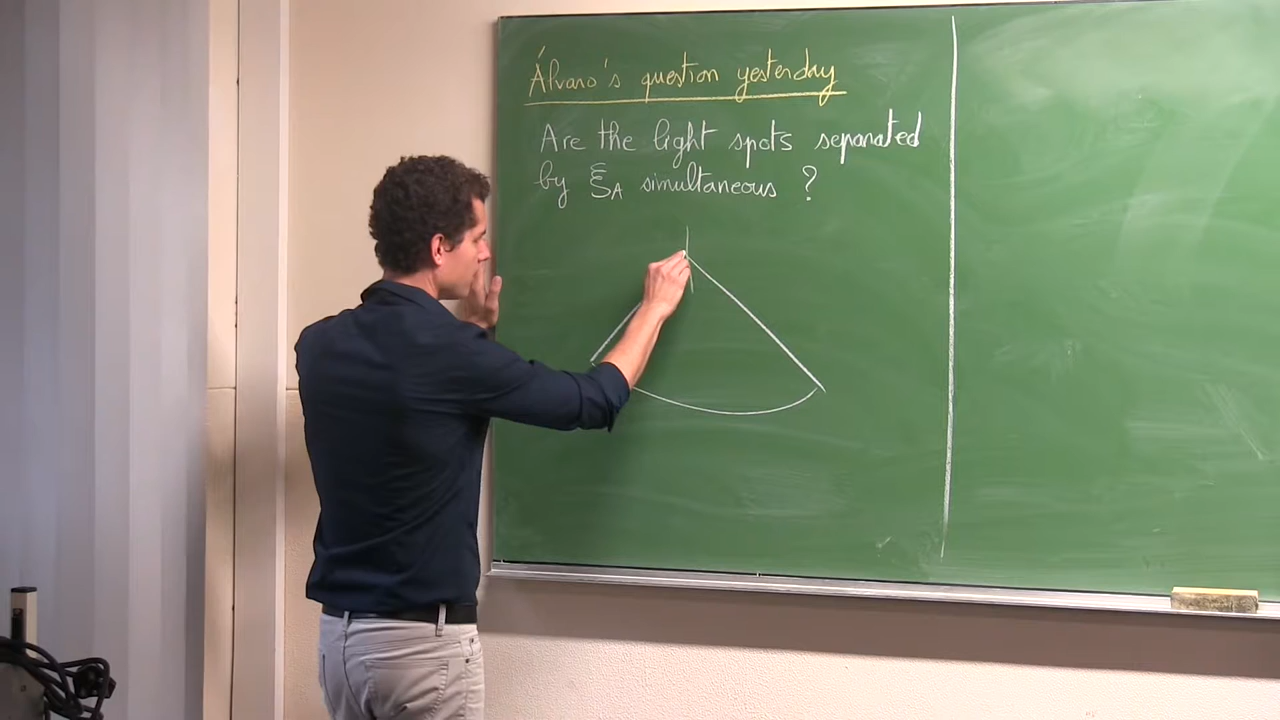 Álvaro's question yesterday
Are the light spots separated
by ξA simultaneous ?